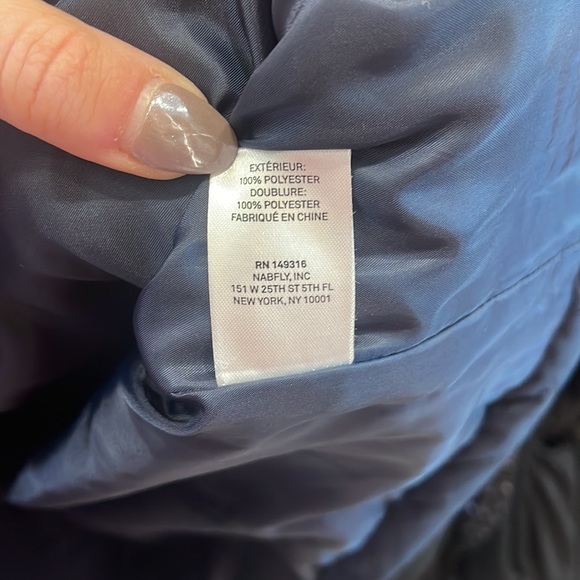 EXTÉRIEUR:
100% POLYESTER
DOUBLURE:
100% POLYESTER
FABRIQUÉ EN CHINE
RN 149316
NABFLY, INC
151 W 25TH ST 5TH FL
NEW YORK, NY 10001